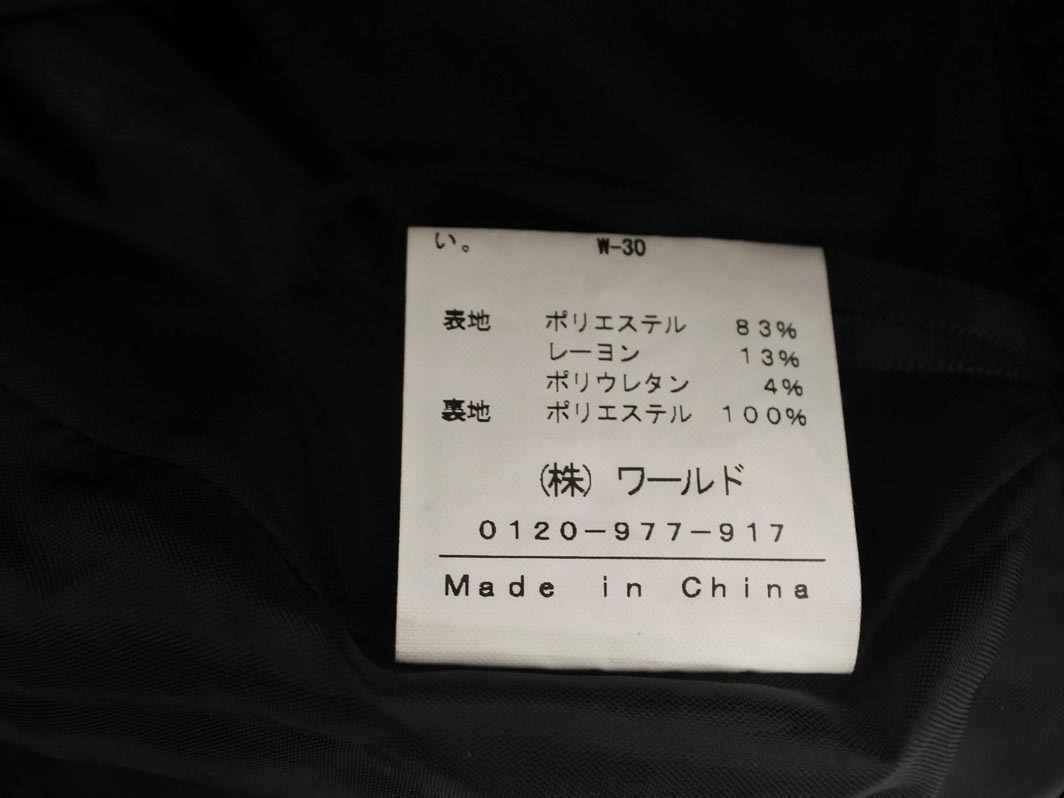 い。 W-30
表地 ポリエステル 83%
レーヨン 13%
ポリウレタン 4%
裏地 ポリエステル 100%
(株) ワールド
0120-977-917
Made in China